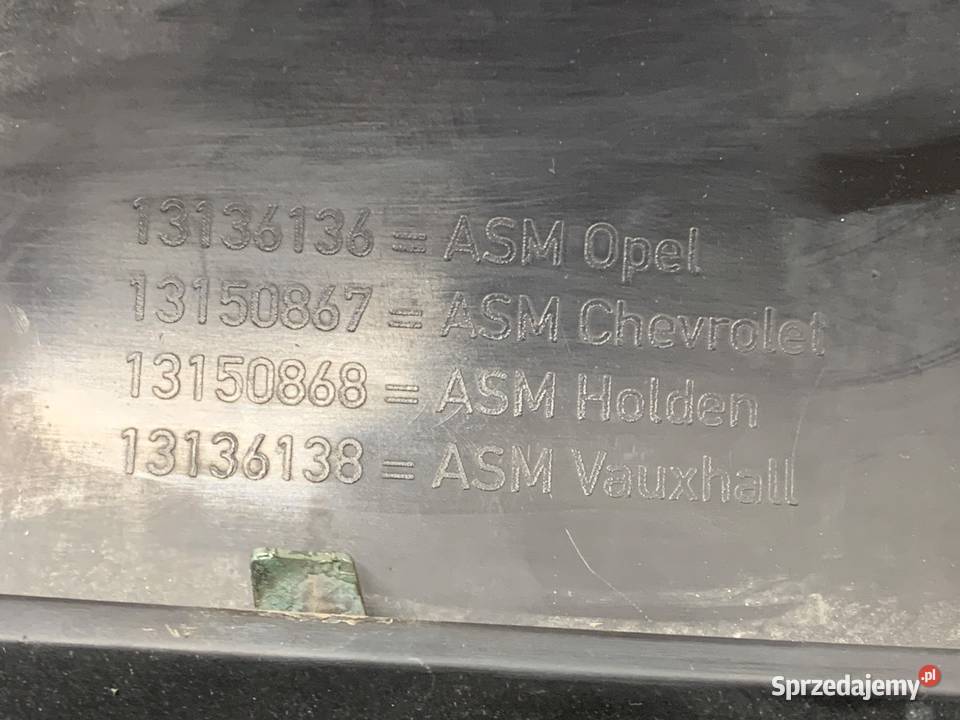 13136136 = ASM Opel
13150867 = ASM Chevrolet
13150868 = ASM Holden
13136138 = ASM Vauxhall
Sprzedajemy.pl